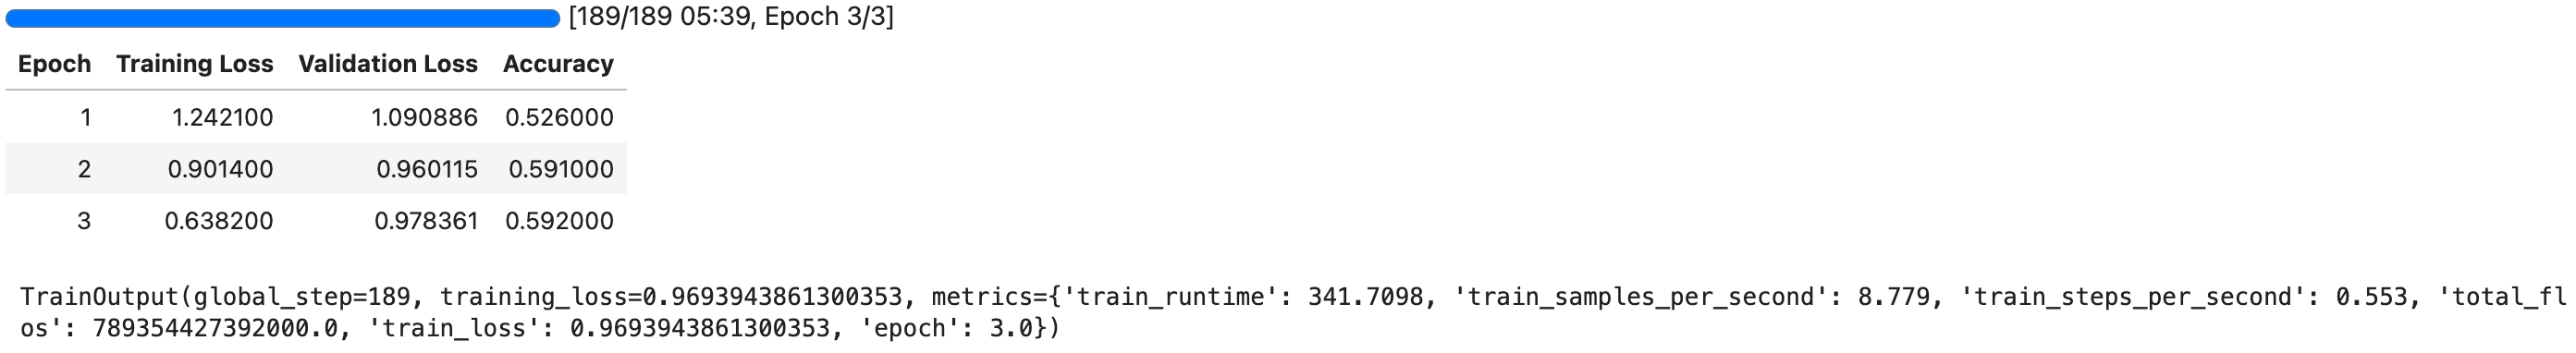 [189/189 05:39, Epoch 3/3]
Epoch Training Loss Validation Loss Accuracy
1 1.242100 1.090886 0.526000
2 0.901400 0.960115 0.591000
3 0.638200 0.978361 0.592000
TrainOutput(global_step=189, training_loss=0.9693943861300353, metrics={'train_runtime': 341.7098, 'train_samples_per_second': 8.779, 'train_steps_per_second': 0.553, 'total_fl
os': 789354427392000.0, 'train_loss': 0.9693943861300353, 'epoch': 3.0})